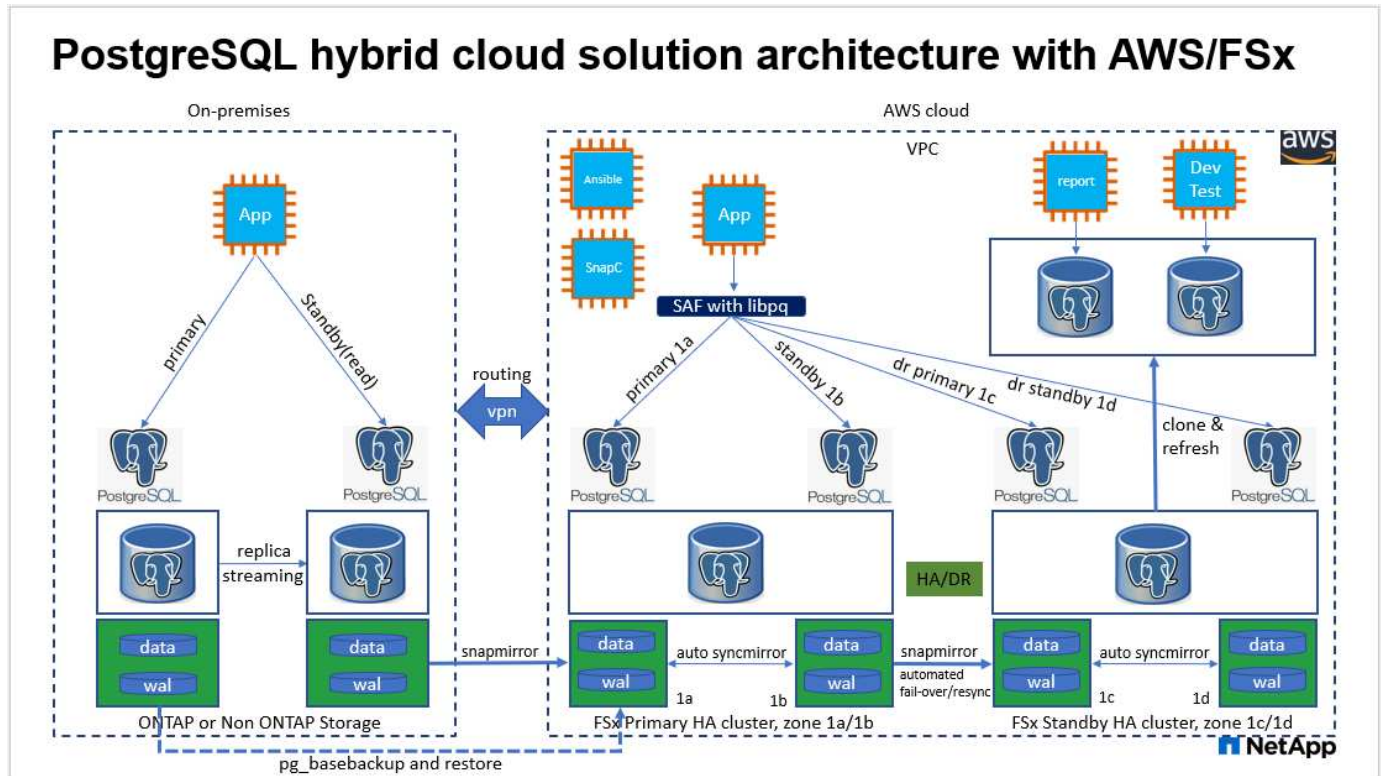 PostgreSQL hybrid cloud solution architecture with AWS/FSx
On-premises
AWS cloud
VPC
aws
App
Ansible
SnapC
App
report
Dev
Test
SAF with libpq
primary
Standby(read)
routing
vpn
primary 1a
standby 1b
dr primary 1c
dr standby 1d
clone &
refresh
PostgreSQL
PostgreSQL
PostgreSQL
PostgreSQL
PostgreSQL
PostgreSQL
replica
streaming
HA/DR
data
wal
data
wal
snapmirror
data
wal
auto syncmirror
1a
1b
data
wal
snapmirror
automated
fail-over/resync
data
wal
auto syncmirror
1c
1d
data
wal
ONTAP or Non ONTAP Storage
FSx Primary HA cluster, zone 1a/1b
FSx Standby HA cluster, zone 1c/1d
pg_basebackup and restore
NetApp